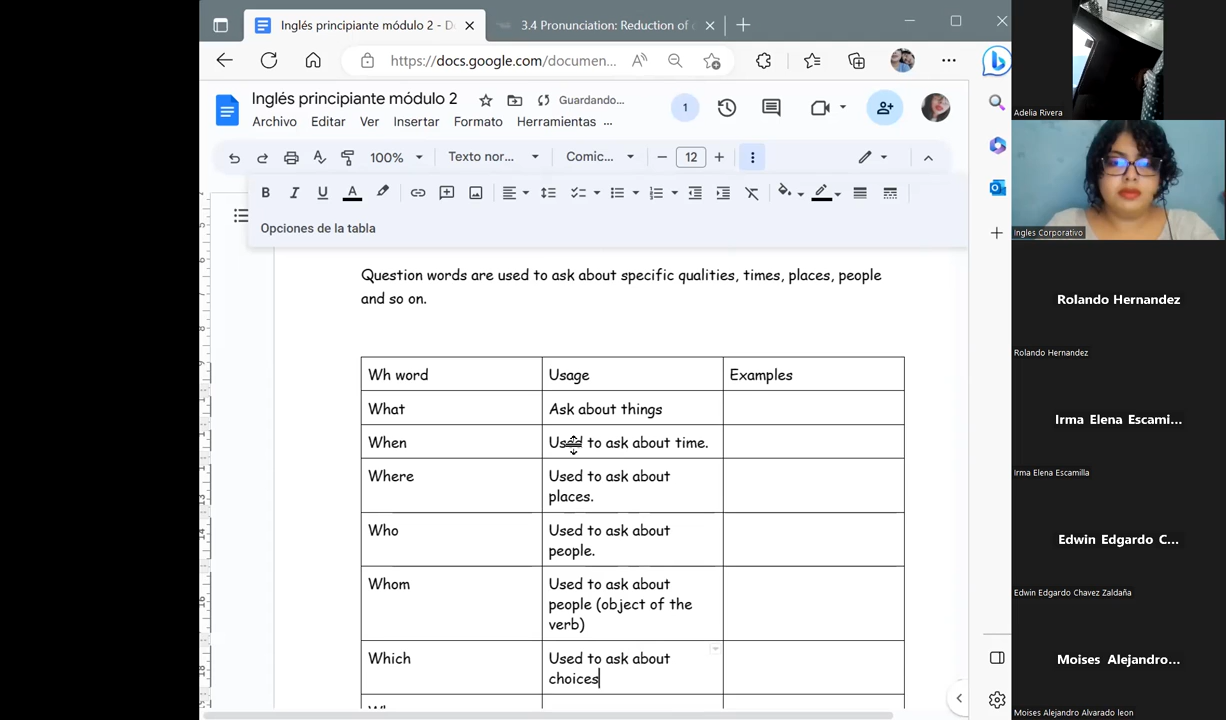 Inglés principiante módulo 2 - D
3.4 Pronunciation: Reduction of
https://docs.google.com/documen...
Inglés principiante módulo 2
Guardando...
1
Archivo Editar Ver Insertar Formato Herramientas ...
100% Texto nor... Comic... 12
Opciones de la tabla
Question words are used to ask about specific qualities, times, places, people
and so on.
Wh word Usage Examples
What Ask about things
When Used to ask about time.
Where Used to ask about
places.
Who Used to ask about
people.
Whom Used to ask about
people (object of the
verb)
Which Used to ask about
choices
Adelia Rivera
Ingles Corporativo
Rolando Hernandez
Rolando Hernandez
Irma Elena Escami...
Irma Elena Escamilla
Edwin Edgardo C...
Edwin Edgardo Chavez Zaldaña
Moises Alejandro...
Moises Alejandro Alvarado leon